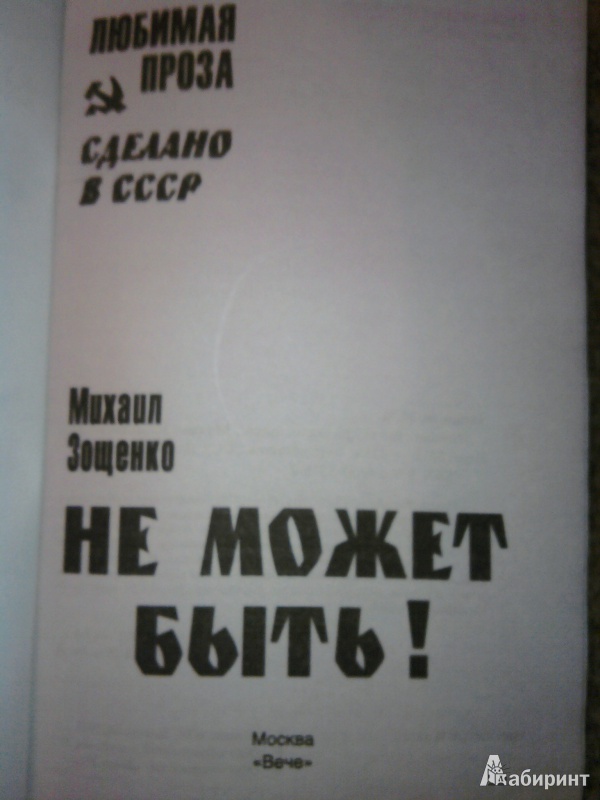 ЛЮБИМАЯ
ПРОЗА
СДЕЛАНО
В СССР
Михаил
Зощенко
НЕ МОЖЕТ
БЫТЬ!
Москва
«Вече»
Лабиринт